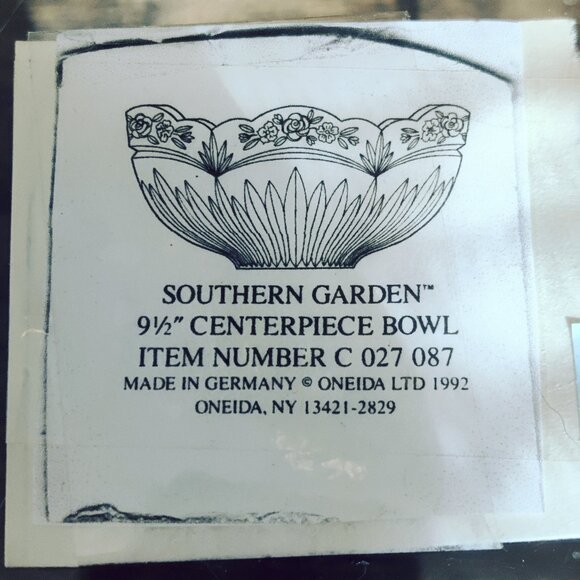 SOUTHERN GARDEN™
9½" CENTERPIECE BOWL
ITEM NUMBER C 027 087
MADE IN GERMANY © ONEIDA LTD 1992
ONEIDA, NY 13421-2829